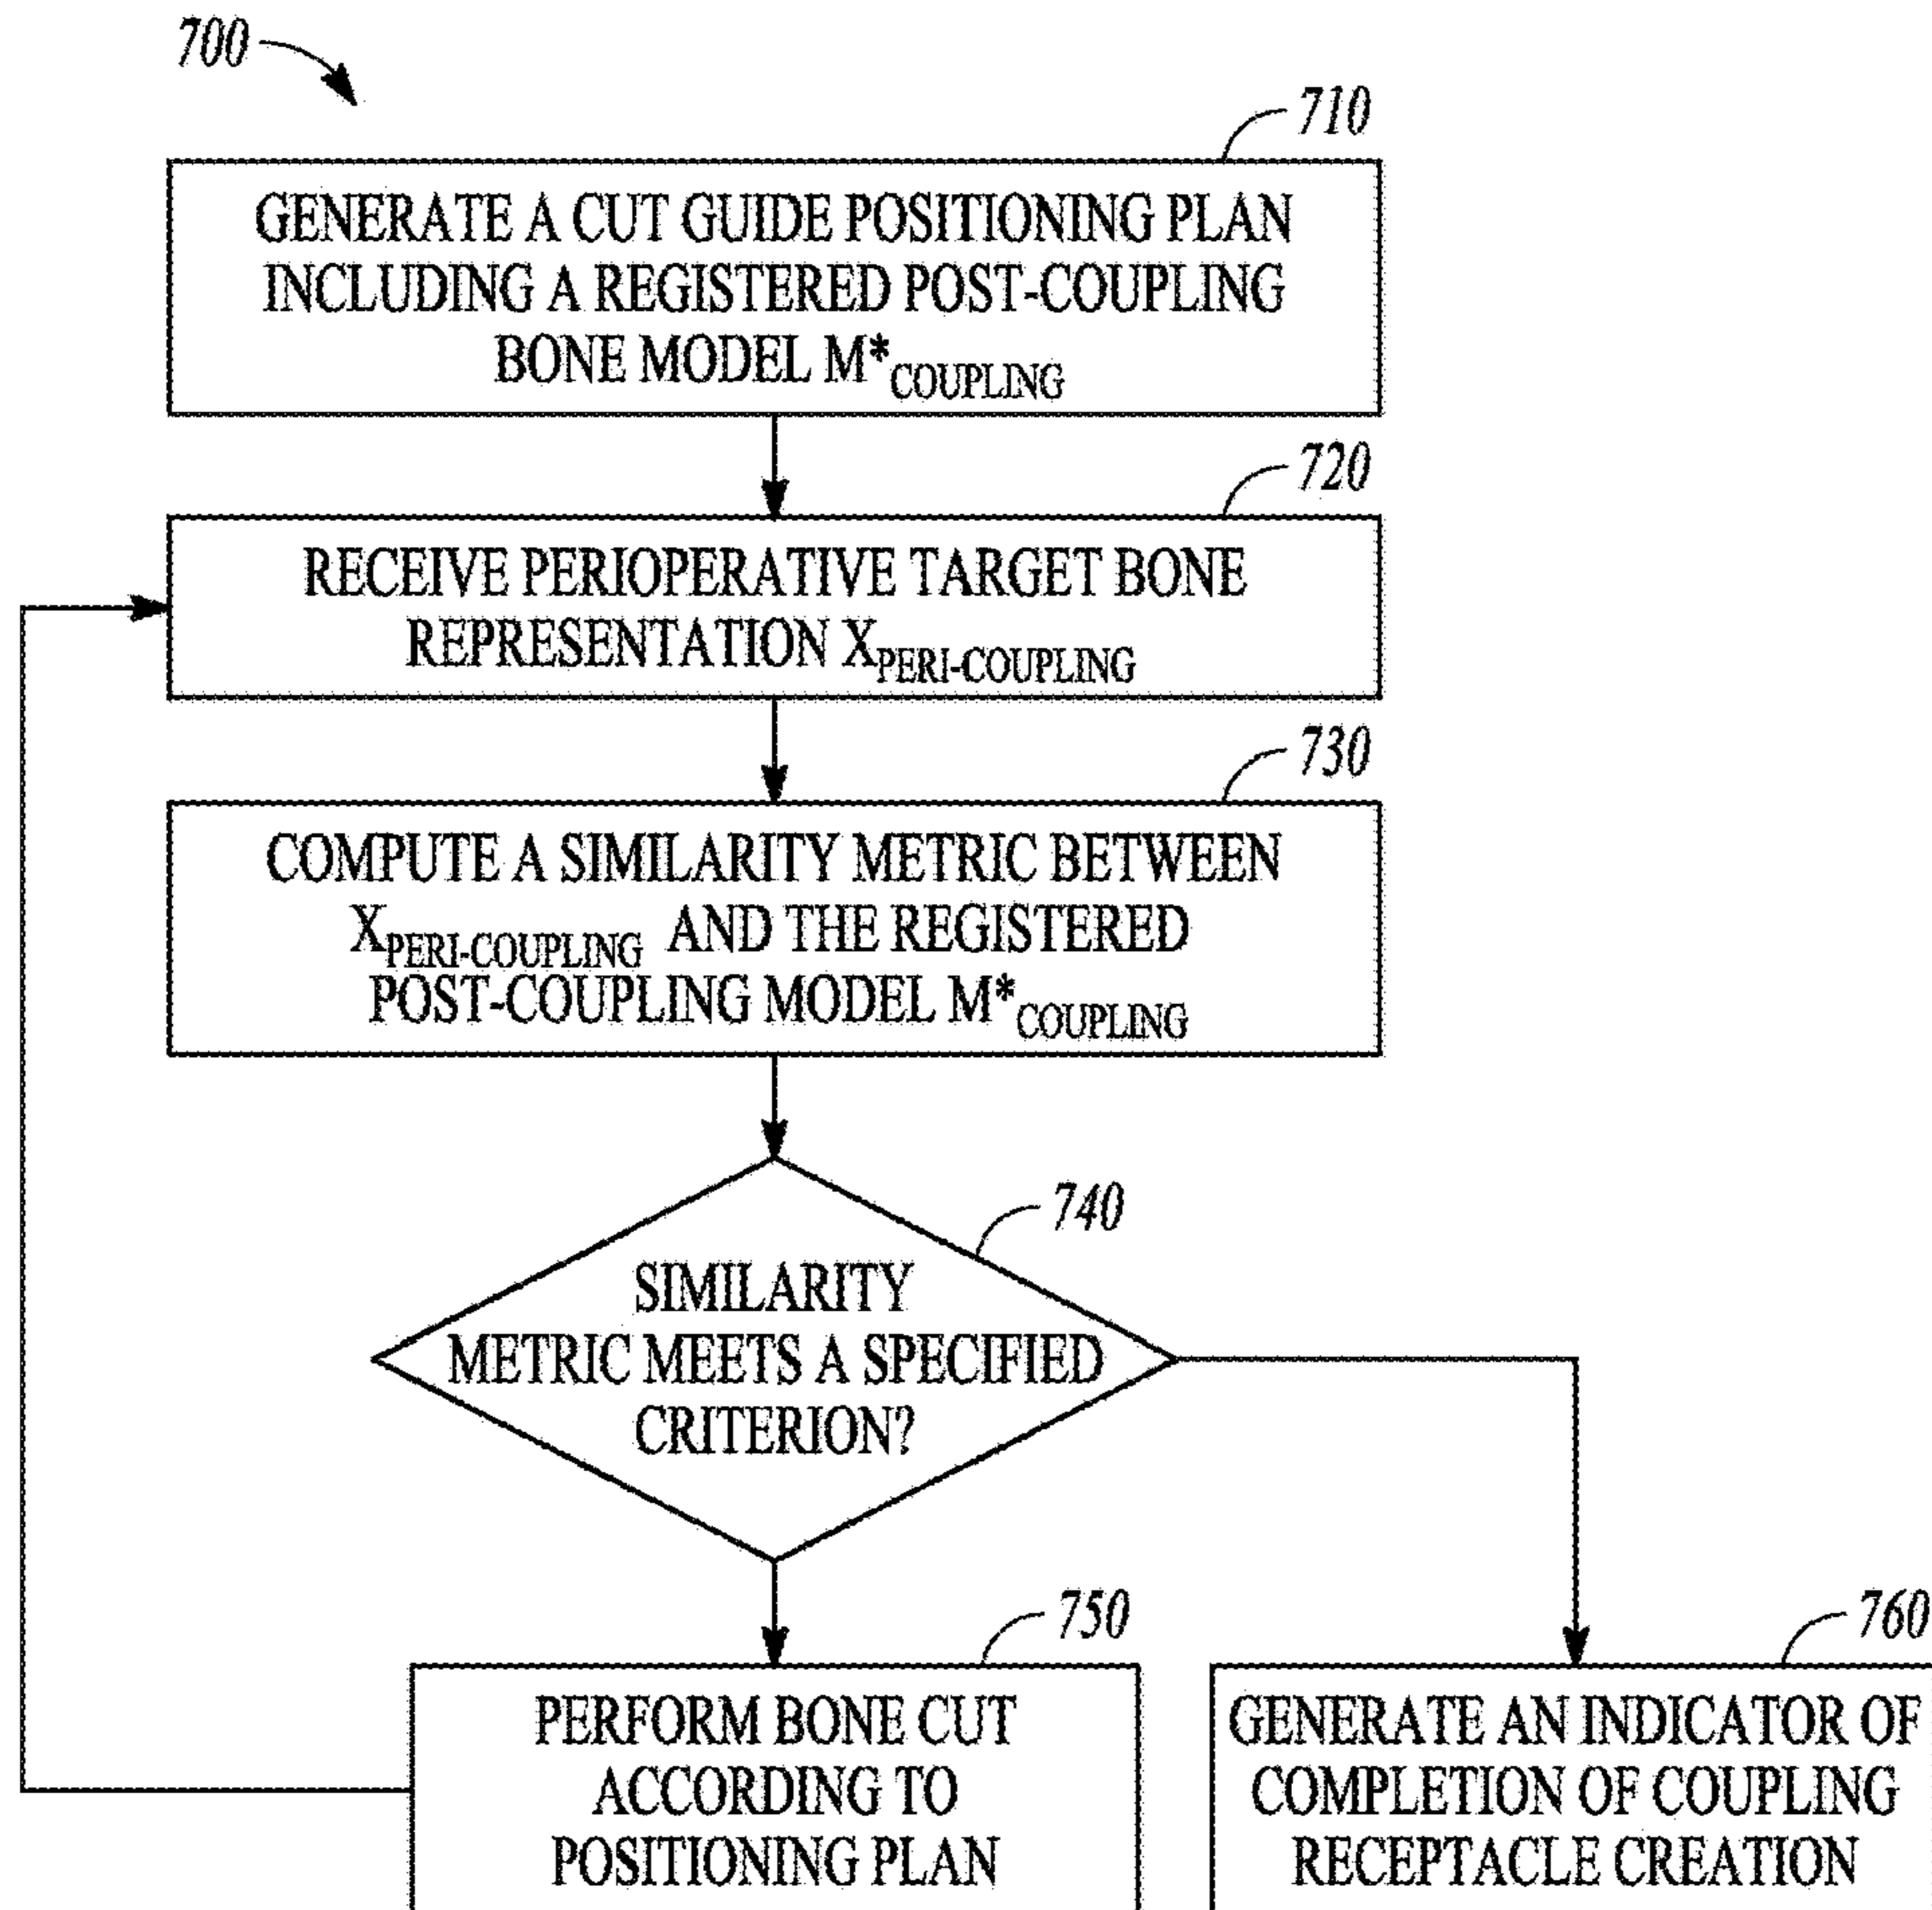 700
710
GENERATE A CUT GUIDE POSITIONING PLAN
INCLUDING A REGISTERED POST-COUPLING
BONE MODEL M*COUPLING
720
RECEIVE PERIOPERATIVE TARGET BONE
REPRESENTATION XPERI-COUPLING
730
COMPUTE A SIMILARITY METRIC BETWEEN
XPERI-COUPLING AND THE REGISTERED
POST-COUPLING MODEL M*COUPLING
740
SIMILARITY
METRIC MEETS A SPECIFIED
CRITERION?
750
PERFORM BONE CUT
ACCORDING TO
POSITIONING PLAN
760
GENERATE AN INDICATOR OF
COMPLETION OF COUPLING
RECEPTACLE CREATION